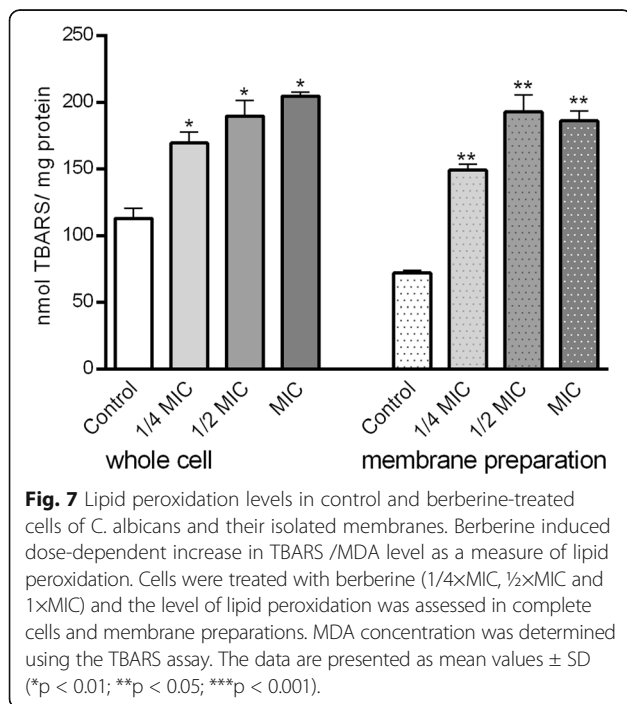 250
200
150
100
50
0
nmol TBARS/ mg protein
* * * ** ** **
Control 1/4 MIC 1/2 MIC MIC Control 1/4 MIC 1/2 MIC MIC
whole cell membrane preparation
Fig. 7 Lipid peroxidation levels in control and berberine-treated
cells of C. albicans and their isolated membranes. Berberine induced
dose-dependent increase in TBARS /MDA level as a measure of lipid
peroxidation. Cells were treated with berberine (1/4×MIC, ½×MIC and
1×MIC) and the level of lipid peroxidation was assessed in complete
cells and membrane preparations. MDA concentration was determined
using the TBARS assay. The data are presented as mean values ± SD
(*p < 0.01; **p < 0.05; ***p < 0.001).